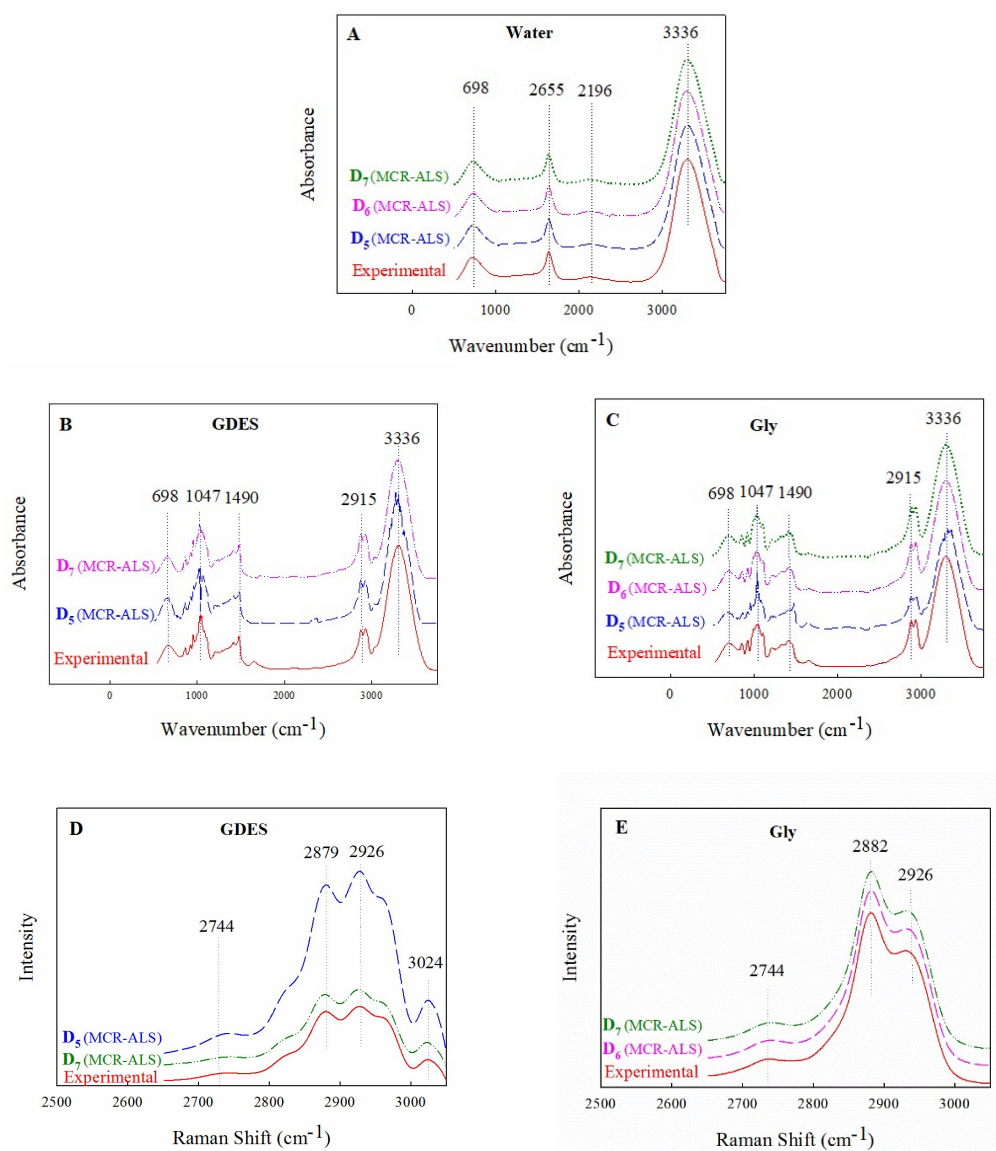 A Water 3336
698 2655 2196
Absorbance
D7 (MCR-ALS)
D6 (MCR-ALS)
D5 (MCR-ALS)
Experimental
0 1000 2000 3000
Wavenumber (cm-1)
B GDES
3336
698 1047 1490 2915
Absorbance
D7 (MCR-ALS)
D5 (MCR-ALS)
Experimental
0 1000 2000 3000
Wavenumber (cm-1)
C Gly
3336
698 1047 1490 2915
Absorbance
D7 (MCR-ALS)
D6 (MCR-ALS)
D5 (MCR-ALS)
Experimental
0 1000 2000 3000
Wavenumber (cm-1)
D GDES
2879 2926
2744
3024
Intensity
D5 (MCR-ALS)
D7 (MCR-ALS)
Experimental
2500 2600 2700 2800 2900 3000
Raman Shift (cm-1)
E Gly
2882
2926
2744
Intensity
D7 (MCR-ALS)
D6 (MCR-ALS)
Experimental
2500 2600 2700 2800 2900 3000
Raman Shift (cm-1)